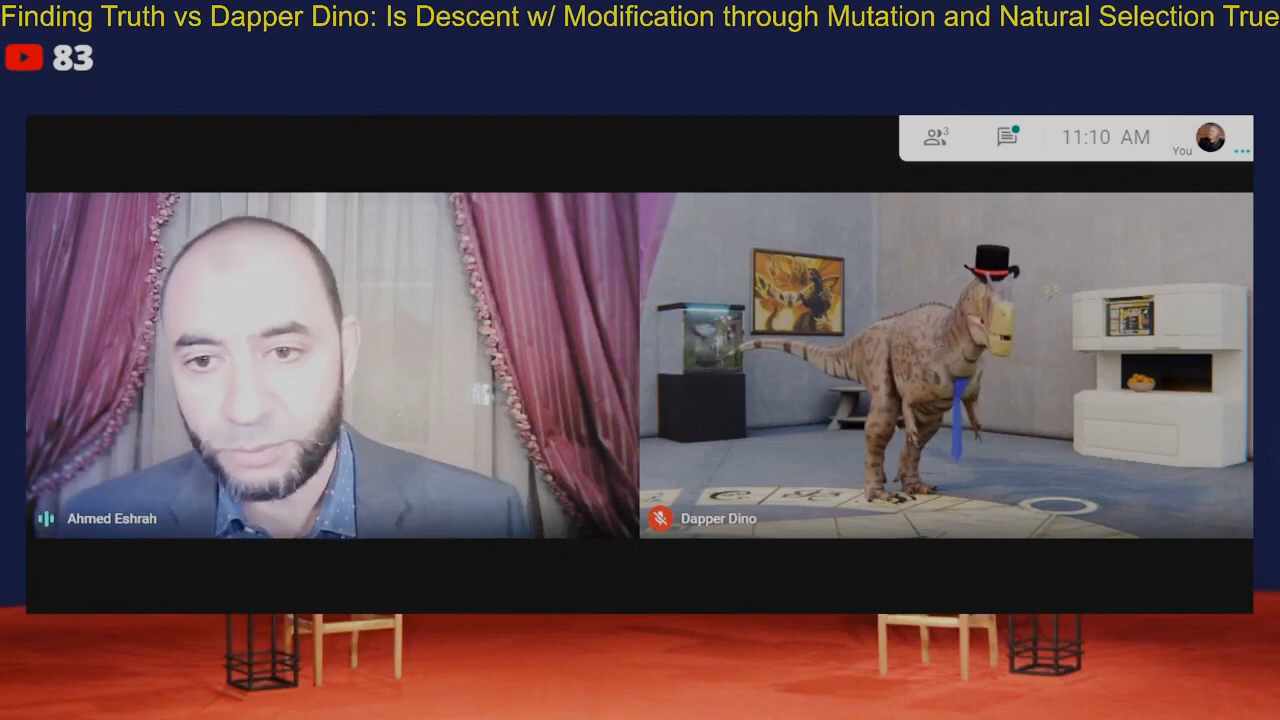 Finding Truth vs Dapper Dino: Is Descent w/ Modification through Mutation and Natural Selection True
83
3
11:10 AM
You
Ahmed Eshrah
Dapper Dino